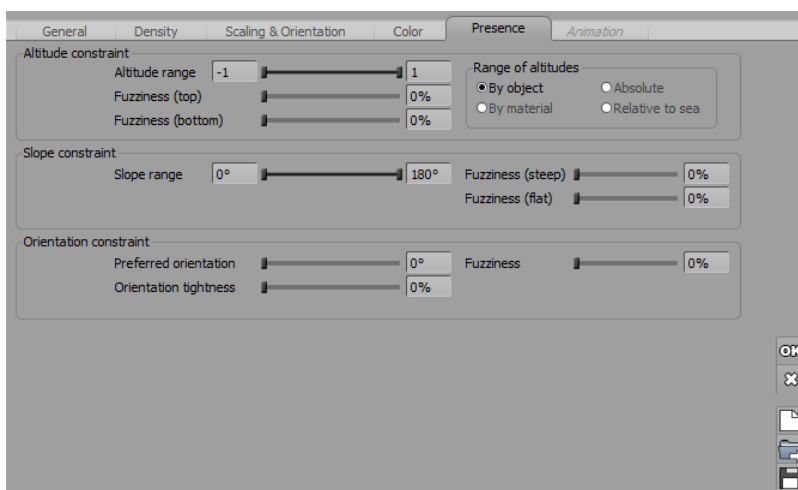 General Density Scaling & Orientation Color Presence Animation
Altitude constraint
Altitude range -1 1
Fuzziness (top) 0%
Fuzziness (bottom) 0%
Range of altitudes
By object Absolute
By material Relative to sea
Slope constraint
Slope range 0° 180° Fuzziness (steep) 0%
Fuzziness (flat) 0%
Orientation constraint
Preferred orientation 0° Fuzziness 0%
Orientation tightness 0%
OK